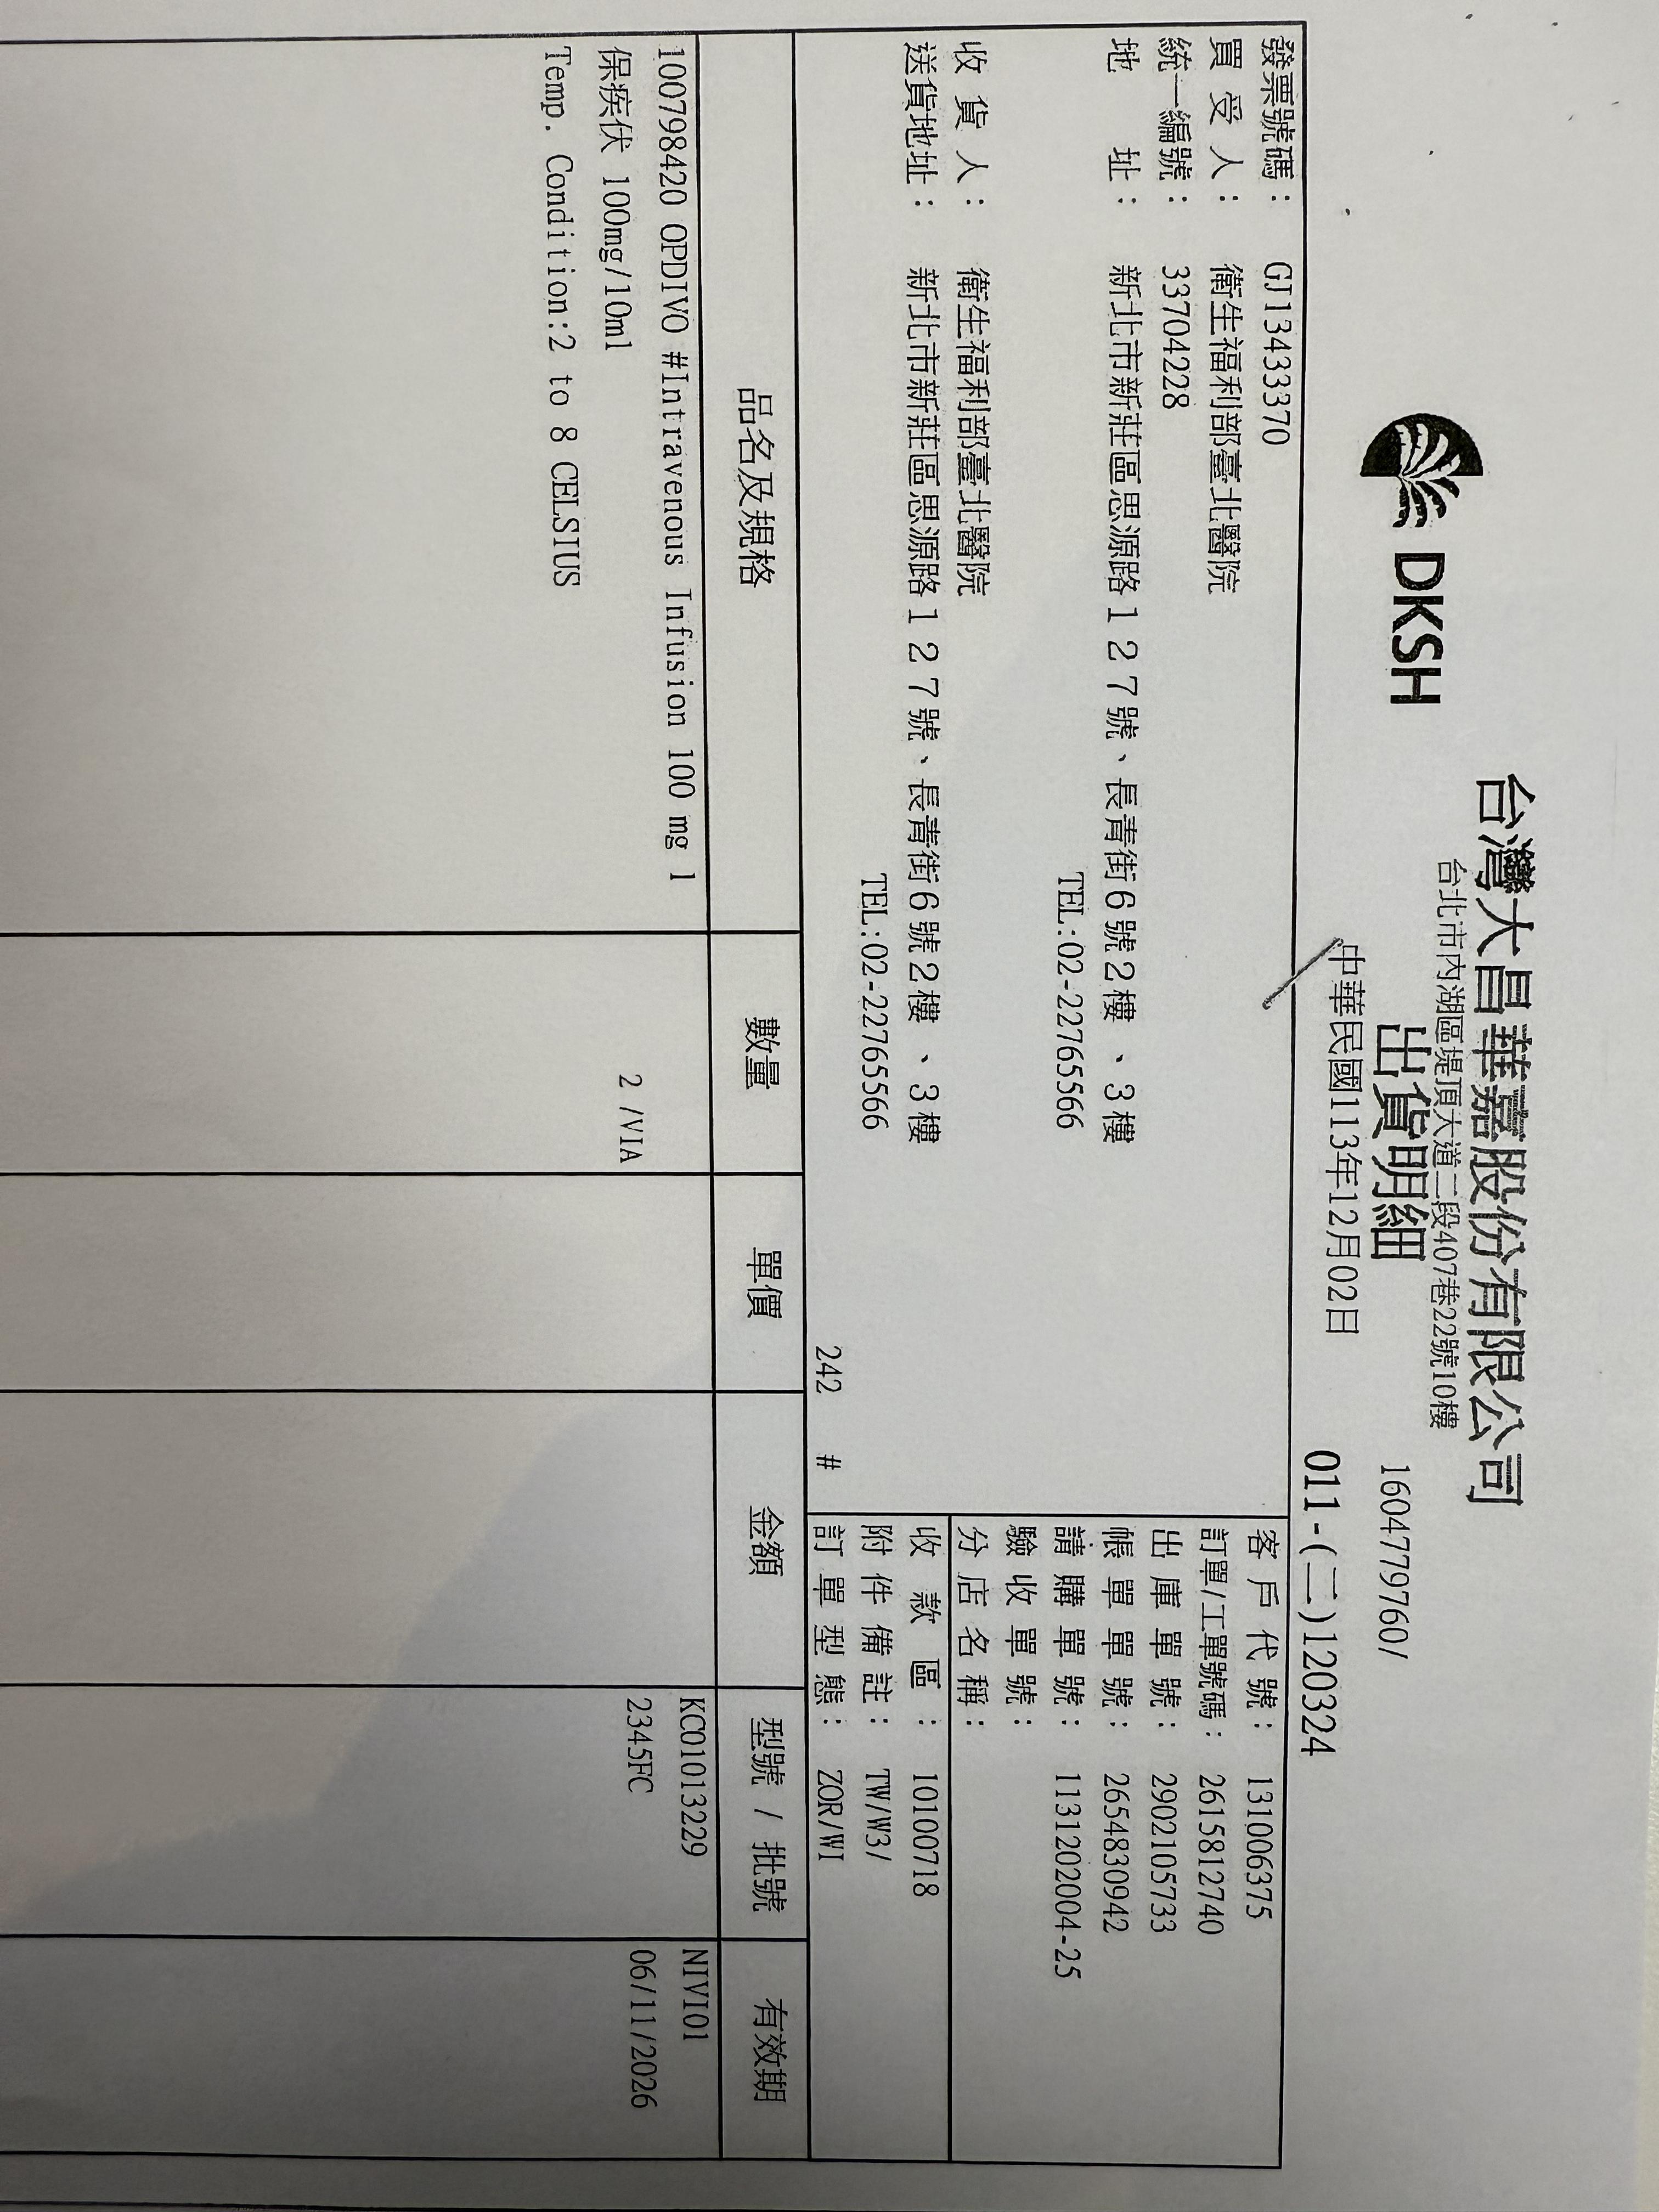 DKSH
台灣大昌華嘉股份有限公司
台北市內湖區堤頂大道二段407巷22號10樓
出貨明細
1604779760/
中華民國113年12月02日
011-(二)120324
發票號碼： GJ13433370
買受人： 衛生福利部臺北醫院
統一編號： 33704228
地址： 新北市新莊區思源路１２７號、長青街６號２樓、３樓
TEL:02-22765566
收貨人： 衛生福利部臺北醫院
送貨地址： 新北市新莊區思源路１２７號、長青街６號２樓、３樓
TEL:02-22765566
242 #
客戶代號： 131006375
訂單/工單號碼： 2615812740
出庫單號： 2902105733
帳單單號： 2654830942
請購單號： 1131202004-25
驗收單號：
分店名稱：
收款區： 10100718
附件備註： TW/W3/
訂單型態： ZOR/WI
品名及規格 數量 單價 金額 型號 / 批號 有效期
100798420 OPDIVO #Intravenous Infusion 100 mg 1 KC01013229 NIVI01
保疾伏 100mg/10ml 2 /VIA 2345FC 06/11/2026
Temp. Condition:2 to 8 CELSIUS